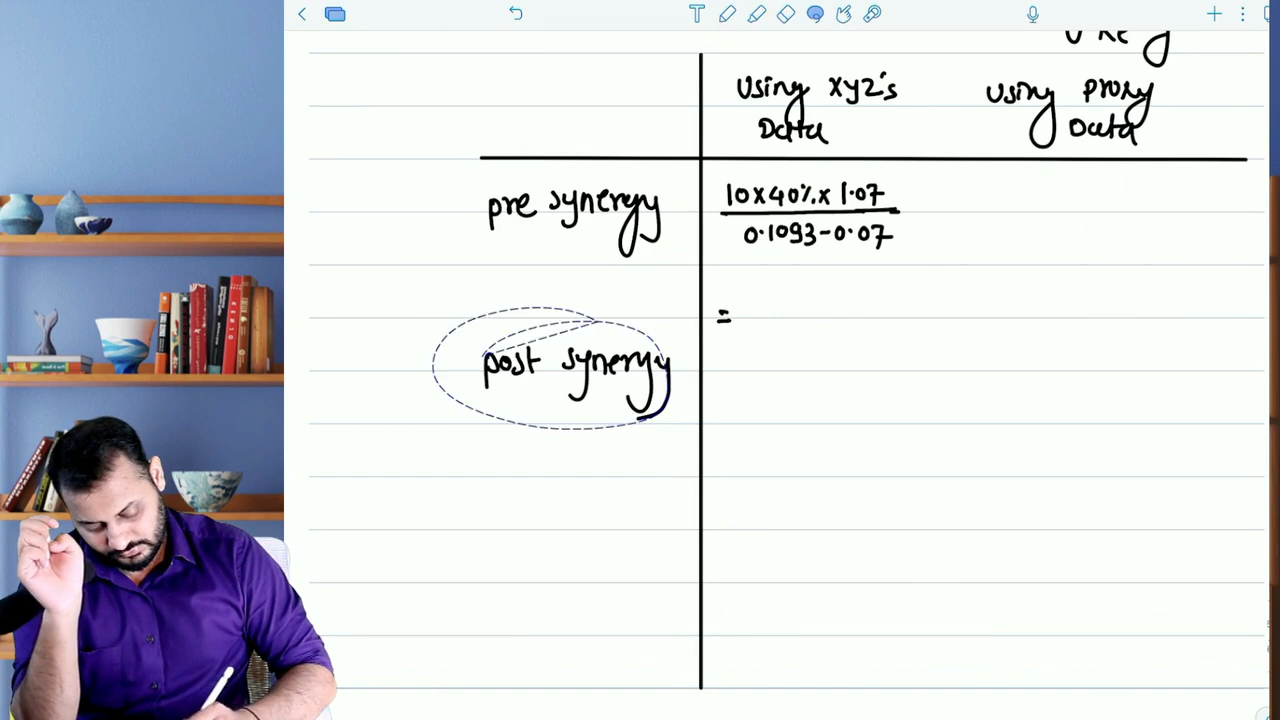 using xyz's
Data
using proxy
Data
pre synergy
10x40%x 1.07
0.1093-0.07
=
post synergy